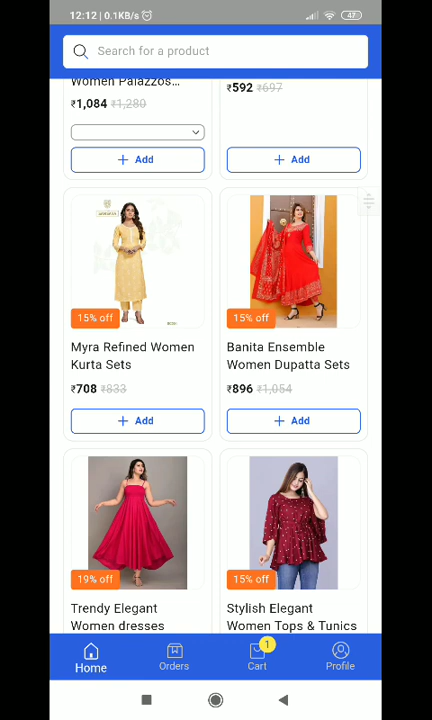 12:12 | 0.1KB/s
47
Search for a product
Women Palazzos...
₹1,084 ₹1,280
₹592 ₹697
+ Add
+ Add
15% off
15% off
Myra Refined Women
Kurta Sets
Banita Ensemble
Women Dupatta Sets
₹708 ₹833
₹896 ₹1,054
+ Add
+ Add
19% off
15% off
Trendy Elegant
Women dresses
Stylish Elegant
Women Tops & Tunics
Home
Orders
1
Cart
Profile